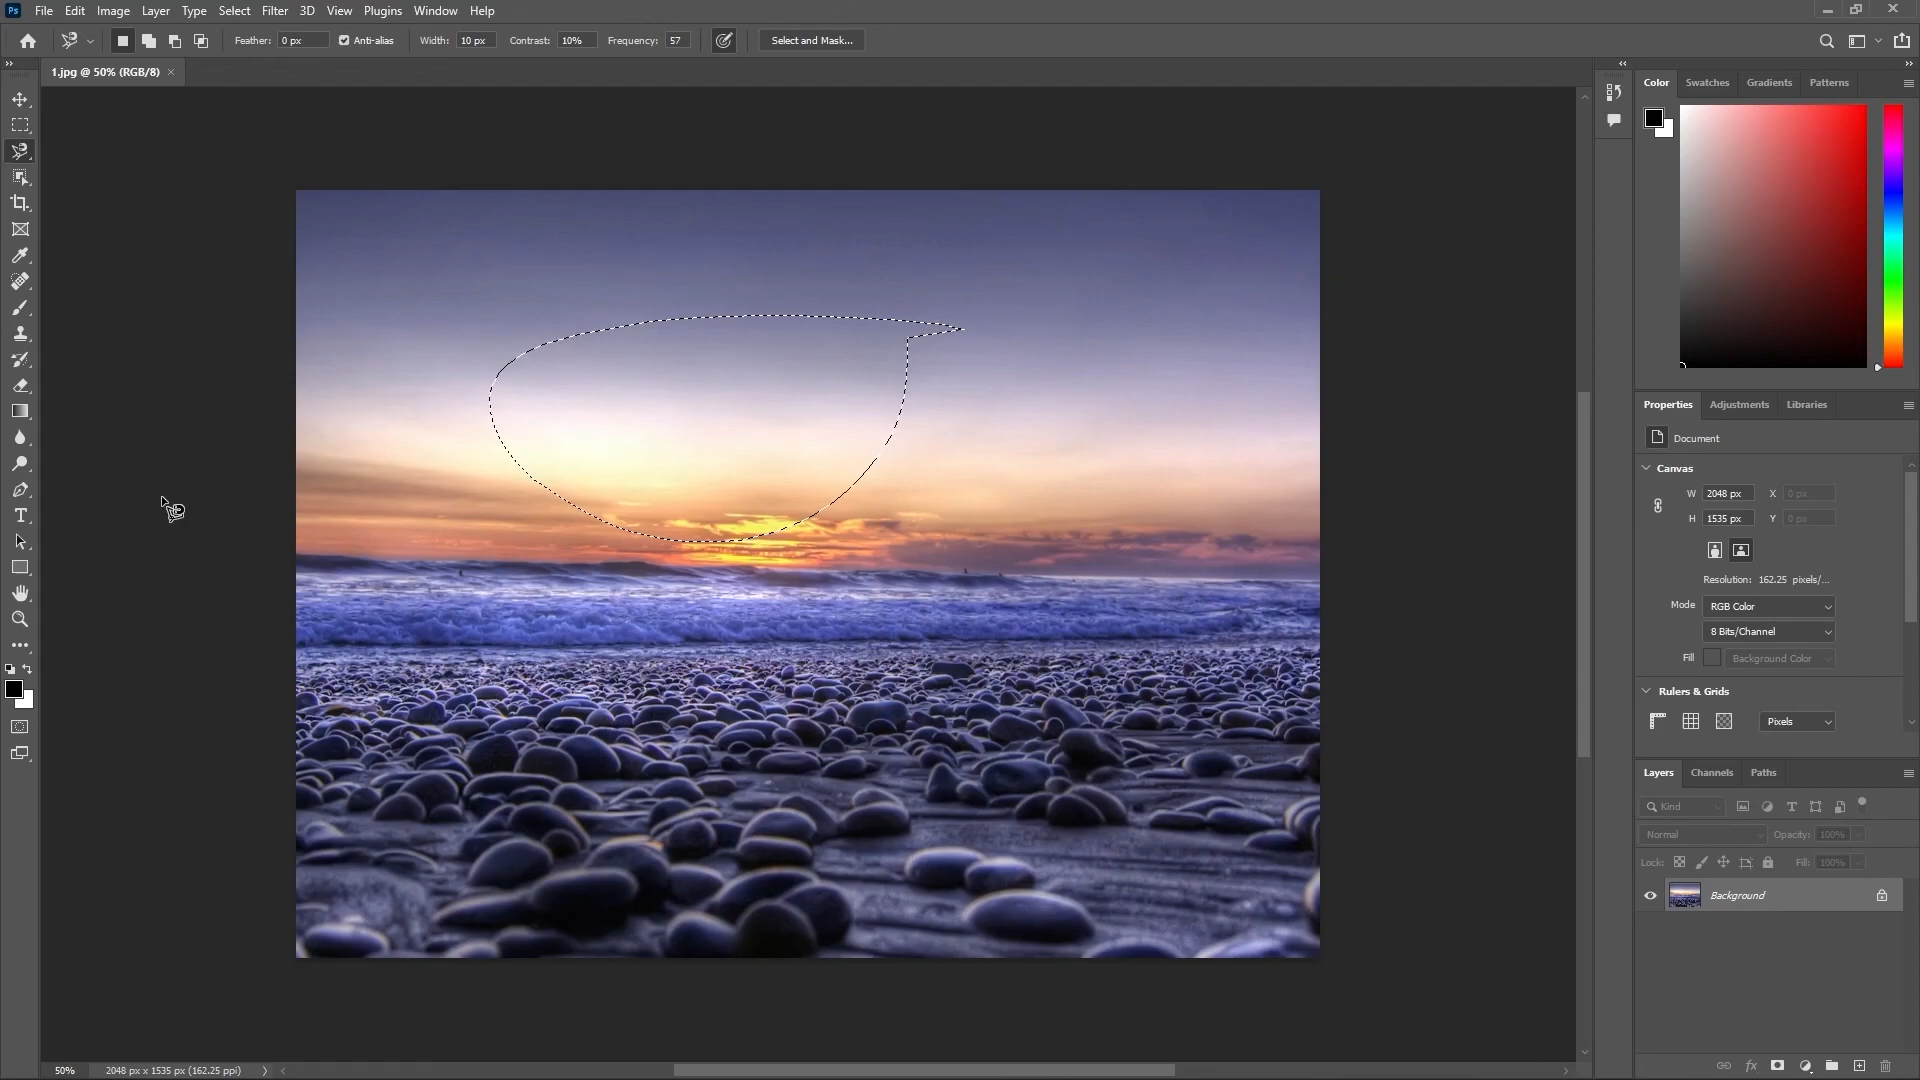 Ps File Edit Image Layer Type Select Filter 3D View Plugins Window Help
Feather: 0 px Anti-alias Width: 10 px Contrast: 10% Frequency: 57 Select and Mask...
1.jpg @ 50% (RGB/8) ×
Color Swatches Gradients Patterns
Properties Adjustments Libraries
Document
Canvas
W 2048 px X 0 px
H 1535 px Y 0 px
Resolution: 162.25 pixels/...
Mode RGB Color
8 Bits/Channel
Fill Background Color
Rulers & Grids
Pixels
Layers Channels Paths
Kind
Normal Opacity: 100%
Lock: Fill: 100%
Background
fx
50% 2048 px x 1535 px (162.25 ppi)